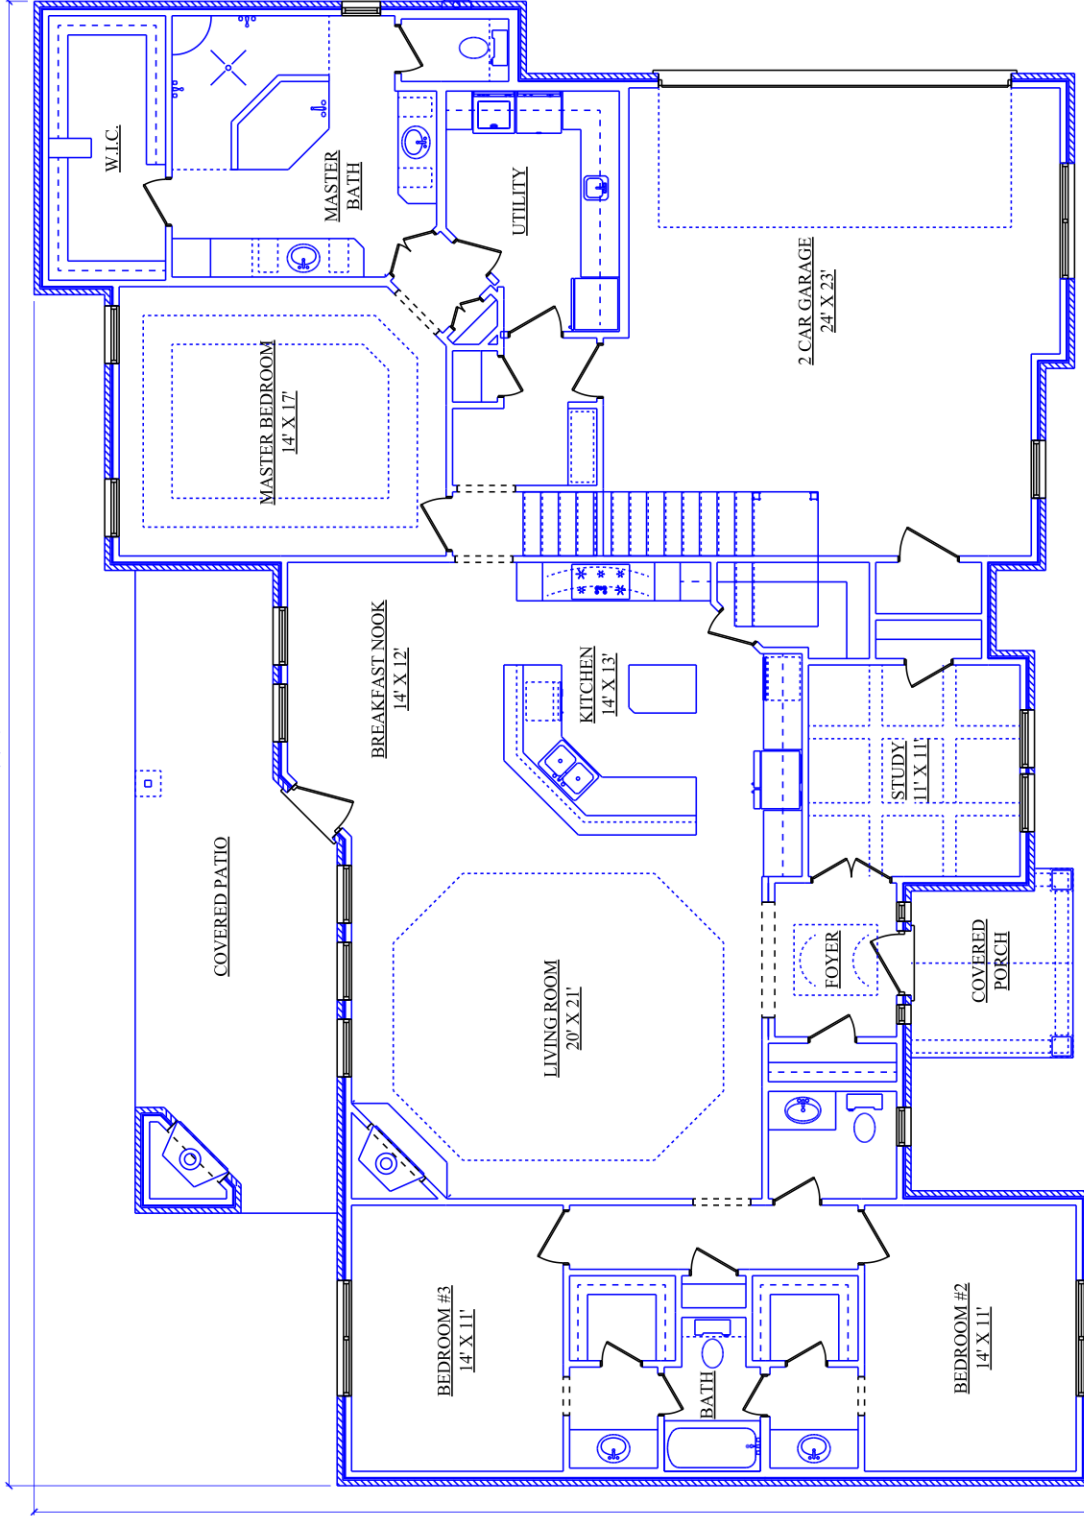 W.I.C.
MASTER
BATH
UTILITY
2 CAR GARAGE
24' X 23'
MASTER BEDROOM
14' X 17'
BREAKFAST NOOK
14' X 12'
KITCHEN
14' X 13'
STUDY
11' X 11'
COVERED PATIO
LIVING ROOM
20' X 21'
FOYER
COVERED
PORCH
BEDROOM #3
14' X 11'
BATH
BEDROOM #2
14' X 11'